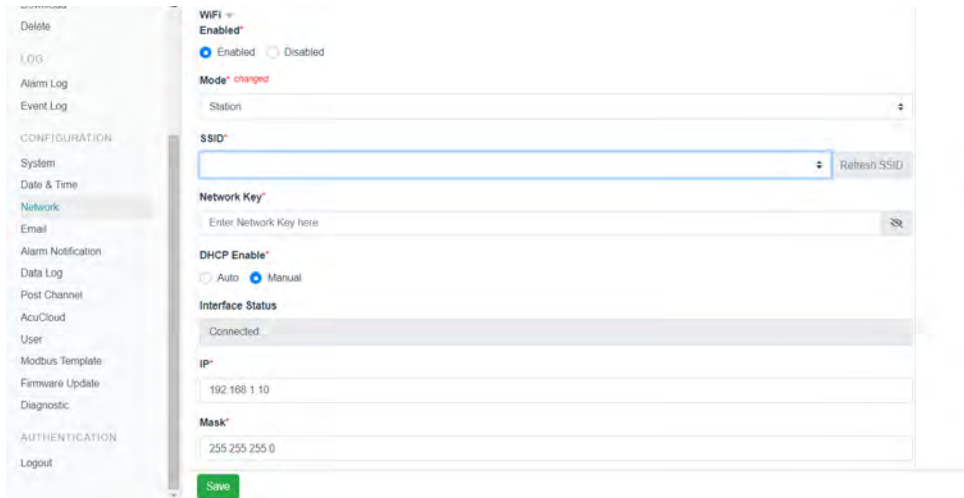 Delete
LOG
Alarm Log
Event Log
CONFIGURATION
System
Date & Time
Network
Email
Alarm Notification
Data Log
Post Channel
AcuCloud
User
Modbus Template
Firmware Update
Diagnostic
AUTHENTICATION
Logout
WiFi
Enabled*
Enabled Disabled
Mode* changed
Station
SSID*
Refresh SSID
Network Key*
Enter Network Key here
DHCP Enable*
Auto Manual
Interface Status
Connected
IP*
192.168.1.10
Mask*
255.255.255.0
Save